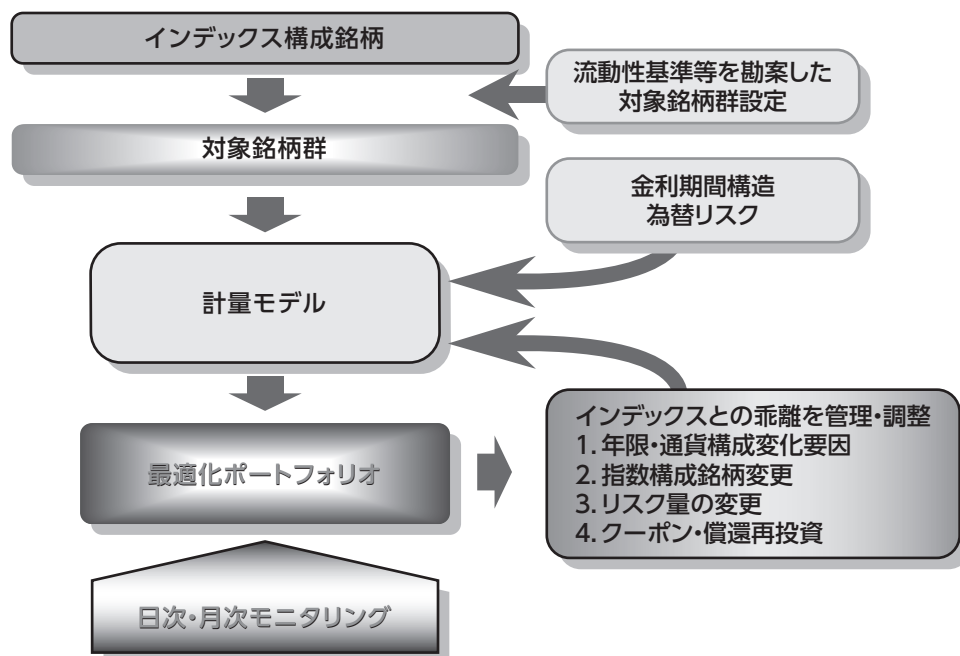 インデックス構成銘柄
流動性基準等を勘案した
対象銘柄群設定
対象銘柄群
金利期間構造
為替リスク
計量モデル
インデックスとの乖離を管理・調整
1. 年限・通貨構成変化要因
2. 指数構成銘柄変更
3. リスク量の変更
4. クーポン・償還再投資
最適化ポートフォリオ
日次・月次モニタリング